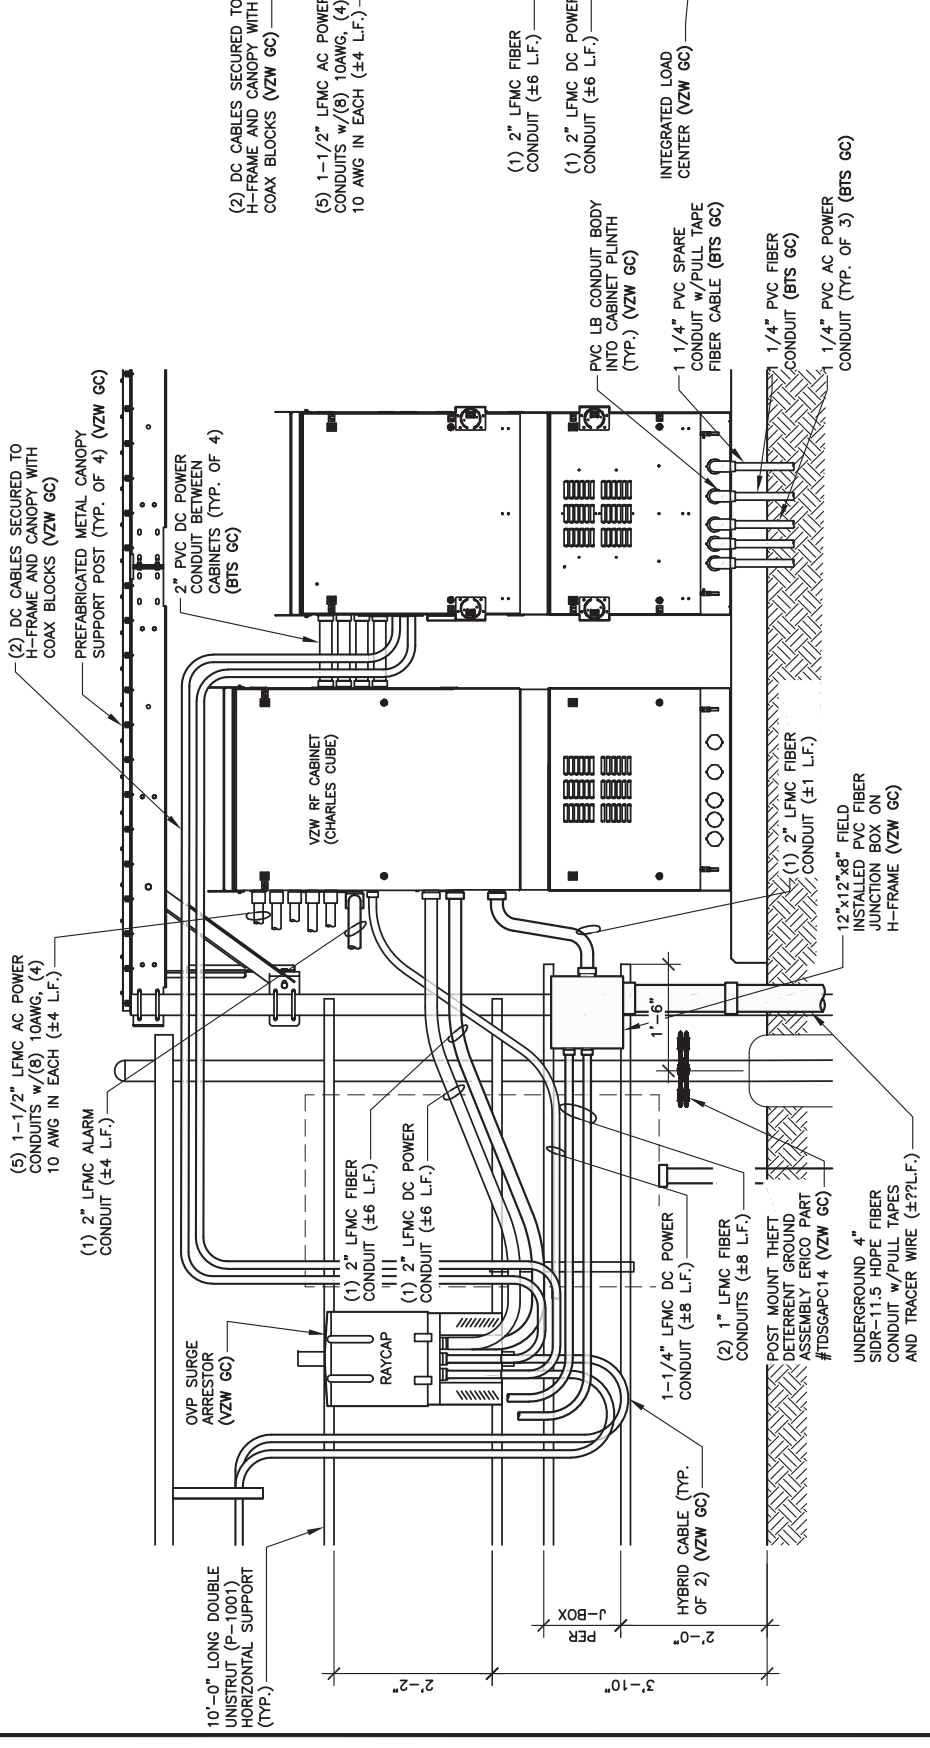 10'-0" LONG DOUBLE
UNISTRUT (P-1001)
HORIZONTAL SUPPORT
(TYP.)
2'-2"
3'-10"
PER
J-BOX
2'-0"
HYBRID CABLE (TYP.
OF 2) (VZW GC)
OVP SURGE
ARRESTOR
(VZW GC)
RAYCAP
(5) 1-1/2" LFMC AC POWER
CONDUITS w/(8) 10AWG, (4)
10 AWG IN EACH (±4 L.F.)
(1) 2" LFMC ALARM
CONDUIT (±4 L.F.)
(1) 2" LFMC FIBER
CONDUIT (±6 L.F.)
(1) 2" LFMC DC POWER
CONDUIT (±6 L.F.)
1-1/4" LFMC DC POWER
CONDUIT (±8 L.F.)
(2) 1" LFMC FIBER
CONDUITS (±8 L.F.)
POST MOUNT THEFT
DETERRENT GROUND
ASSEMBLY ERICO PART
#TDSGAPC14 (VZW GC)
UNDERGROUND 4"
SIDR-11.5 HDPE FIBER
CONDUIT w/PULL TAPES
AND TRACER WIRE (±??L.F.)
1'-6"
(2) DC CABLES SECURED TO
H-FRAME AND CANOPY WITH
COAX BLOCKS (VZW GC)
PREFABRICATED METAL CANOPY
SUPPORT POST (TYP. OF 4) (VZW GC)
2" PVC DC POWER
CONDUIT BETWEEN
CABINETS (TYP. OF 4)
(BTS GC)
VZW RF CABINET
(CHARLES CUBE)
(1) 2" LFMC FIBER
CONDUIT (±1 L.F.)
12"x12"x8" FIELD
INSTALLED PVC FIBER
JUNCTION BOX ON
H-FRAME (VZW GC)
PVC LB CONDUIT BODY
INTO CABINET PLINTH
(TYP.) (VZW GC)
1 1/4" PVC SPARE
CONDUIT w/PULL TAPE
FIBER CABLE (BTS GC)
1 1/4" PVC FIBER
CONDUIT (BTS GC)
1 1/4" PVC AC POWER
CONDUIT (TYP. OF 3) (BTS GC)
(2) DC CABLES SECURED TO
H-FRAME AND CANOPY WITH
COAX BLOCKS (VZW GC)
(5) 1-1/2" LFMC AC POWER
CONDUITS w/(8) 10AWG, (4)
10 AWG IN EACH (±4 L.F.)
(1) 2" LFMC FIBER
CONDUIT (±6 L.F.)
(1) 2" LFMC DC POWER
CONDUIT (±6 L.F.)
INTEGRATED LOAD
CENTER (VZW GC)